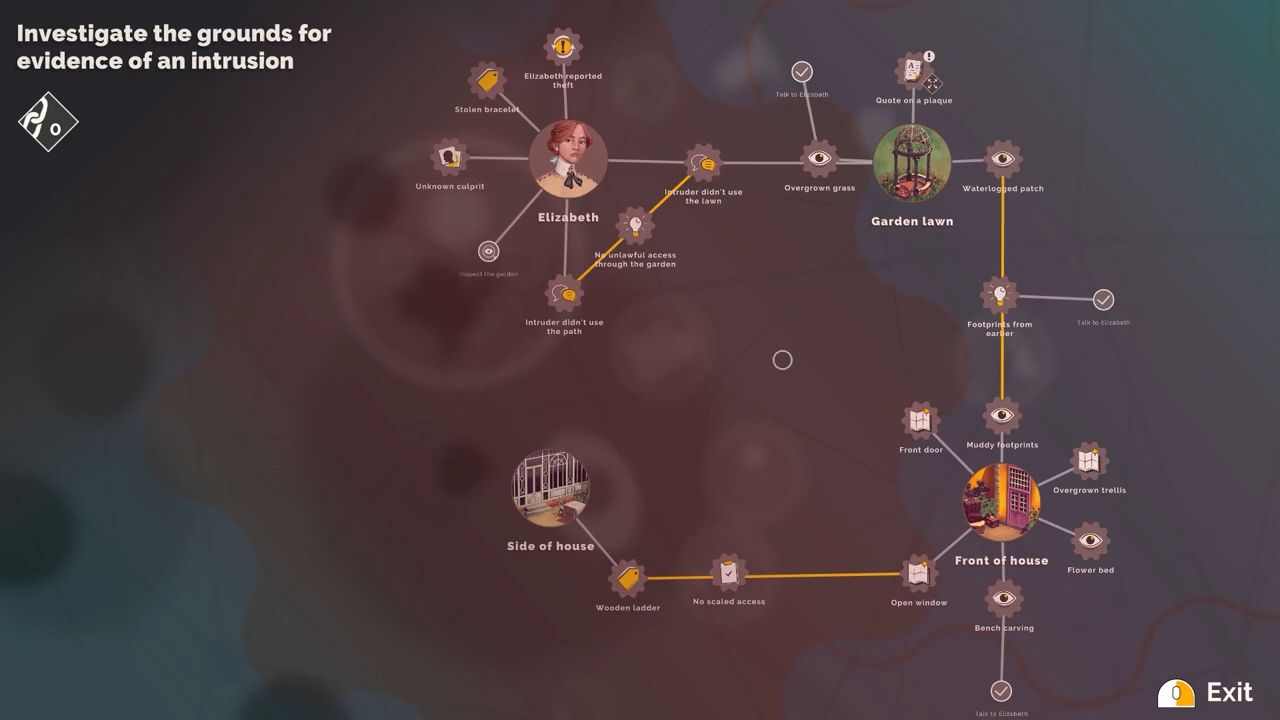 Investigate the grounds for
evidence of an intrusion
0
Elizabeth reported
theft
Stolen bracelet
Unknown culprit
Elizabeth
Inspect the garden
Intruder didn't use
the lawn
No unlawful access
through the garden
Intruder didn't use
the path
Talk to Elizabeth
Overgrown grass
Quote on a plaque
Garden lawn
Waterlogged patch
Footprints from
earlier
Talk to Elizabeth
Front door
Muddy footprints
Overgrown trellis
Front of house
Flower bed
Side of house
Wooden ladder
No scaled access
Open window
Bench carving
Talk to Elizabeth
Exit